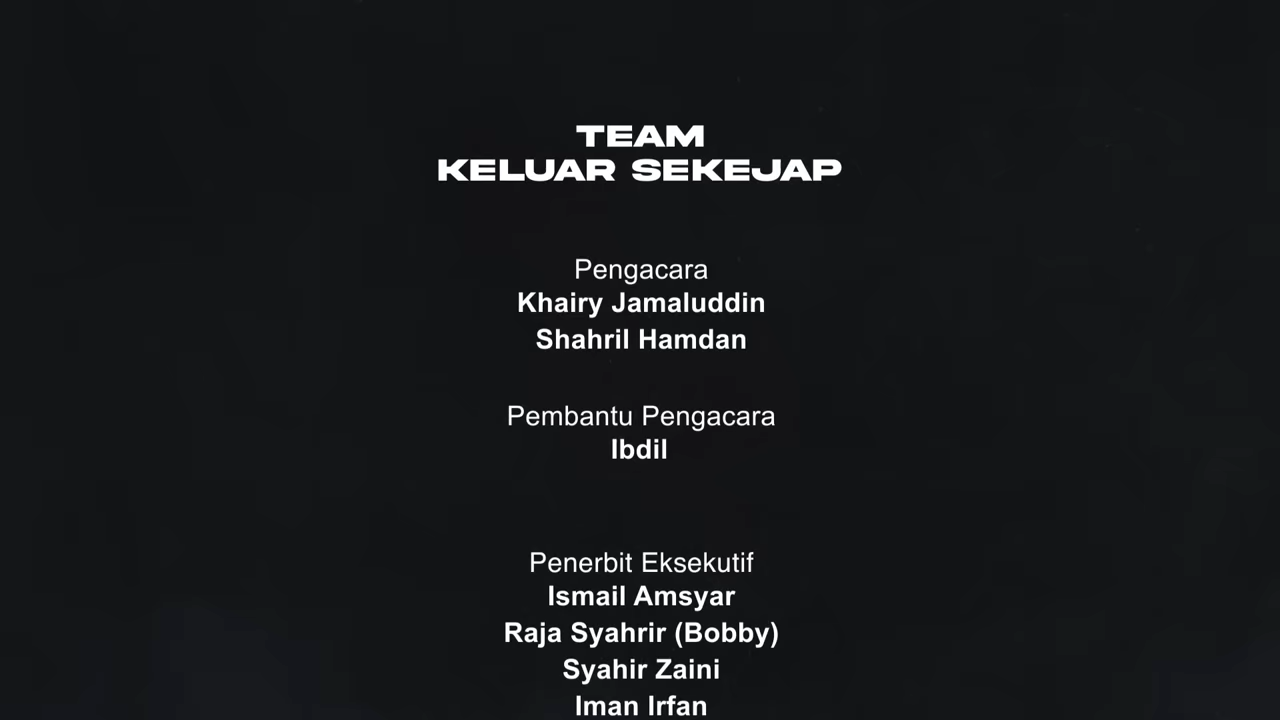 TEAM
KELUAR SEKEJAP
Pengacara
Khairy Jamaluddin
Shahril Hamdan
Pembantu Pengacara
Ibdil
Penerbit Eksekutif
Ismail Amsyar
Raja Syahrir (Bobby)
Syahir Zaini
Iman Irfan